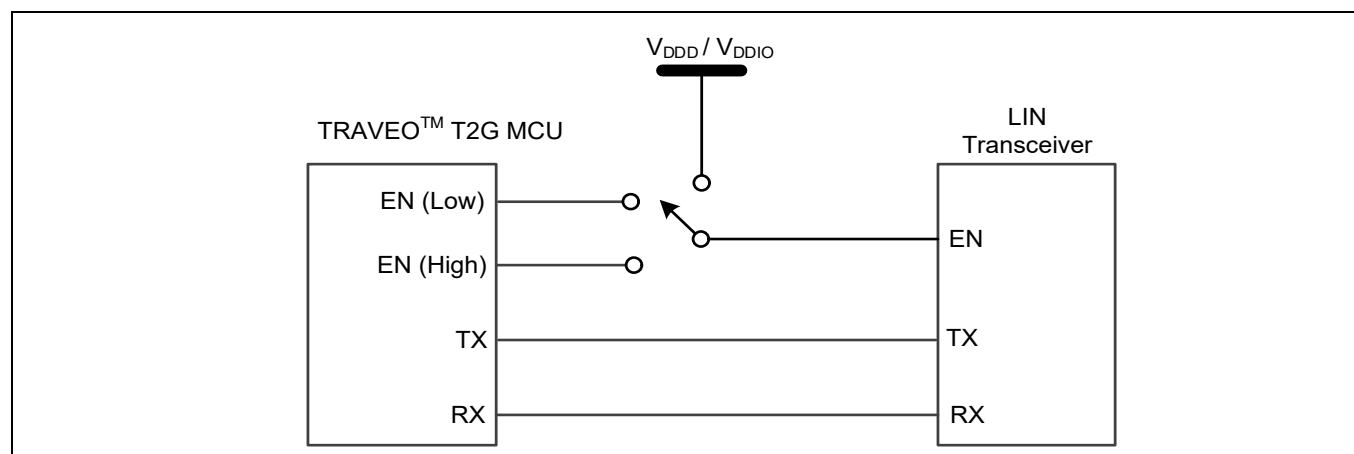 VDDD / VDDIO
TRAVEO™ T2G MCU
LIN
Transceiver
EN (Low)
EN (High)
EN
TX
TX
RX
RX